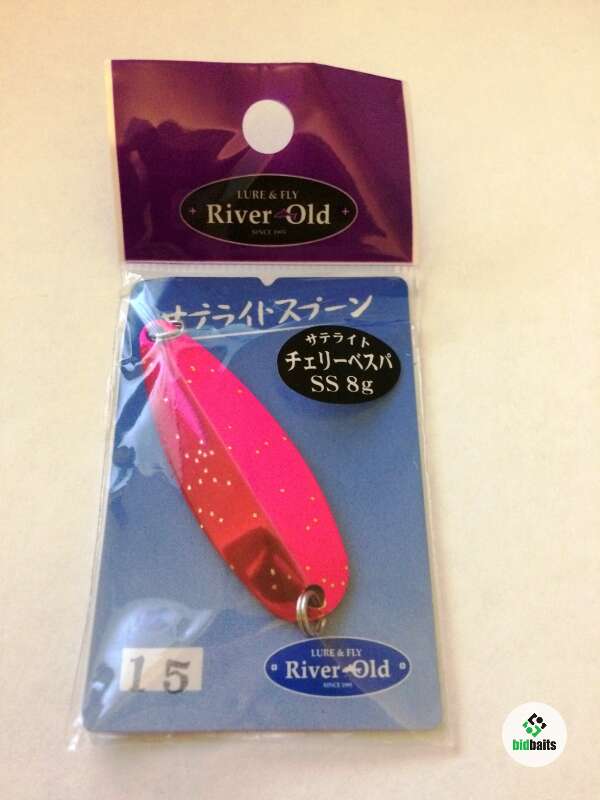 LURE & FLY
River Old
SINCE 1995
サテライトスプーン
サテライト
チェリーベスパ
SS 8g
15
LURE & FLY
River Old
SINCE 1995
bidbaits